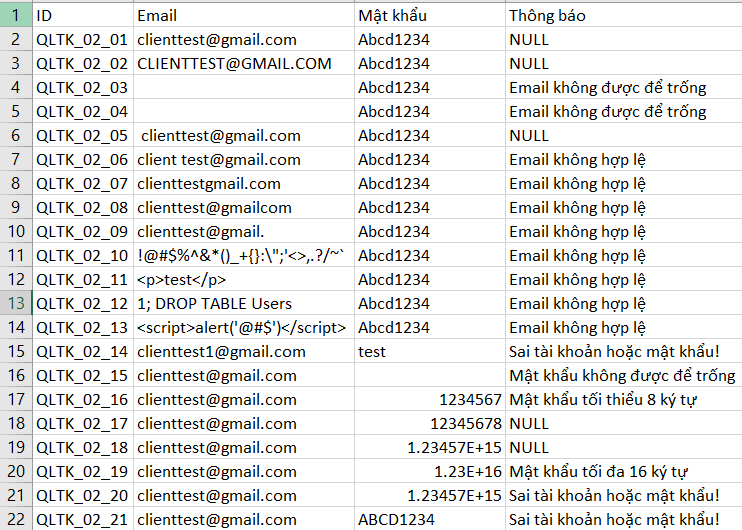 1 ID Email Mật khẩu Thông báo
2 QLTK_02_01 clienttest@gmail.com Abcd1234 NULL
3 QLTK_02_02 CLIENTTEST@GMAIL.COM Abcd1234 NULL
4 QLTK_02_03 Abcd1234 Email không được để trống
5 QLTK_02_04 Abcd1234 Email không được để trống
6 QLTK_02_05 clienttest@gmail.com Abcd1234 NULL
7 QLTK_02_06 client test@gmail.com Abcd1234 Email không hợp lệ
8 QLTK_02_07 clienttestgmail.com Abcd1234 Email không hợp lệ
9 QLTK_02_08 clienttest@gmailcom Abcd1234 Email không hợp lệ
10 QLTK_02_09 clienttest@gmail. Abcd1234 Email không hợp lệ
11 QLTK_02_10 !@#$%^&*()_+{}:\";'<>,.?/~` Abcd1234 Email không hợp lệ
12 QLTK_02_11 <p>test</p> Abcd1234 Email không hợp lệ
13 QLTK_02_12 1; DROP TABLE Users Abcd1234 Email không hợp lệ
14 QLTK_02_13 <script>alert('@#$')</script> Abcd1234 Email không hợp lệ
15 QLTK_02_14 clienttest1@gmail.com test Sai tài khoản hoặc mật khẩu!
16 QLTK_02_15 clienttest@gmail.com Mật khẩu không được để trống
17 QLTK_02_16 clienttest@gmail.com 1234567 Mật khẩu tối thiểu 8 ký tự
18 QLTK_02_17 clienttest@gmail.com 12345678 NULL
19 QLTK_02_18 clienttest@gmail.com 1.23457E+15 NULL
20 QLTK_02_19 clienttest@gmail.com 1.23E+16 Mật khẩu tối đa 16 ký tự
21 QLTK_02_20 clienttest@gmail.com 1.23457E+15 Sai tài khoản hoặc mật khẩu!
22 QLTK_02_21 clienttest@gmail.com ABCD1234 Sai tài khoản hoặc mật khẩu!